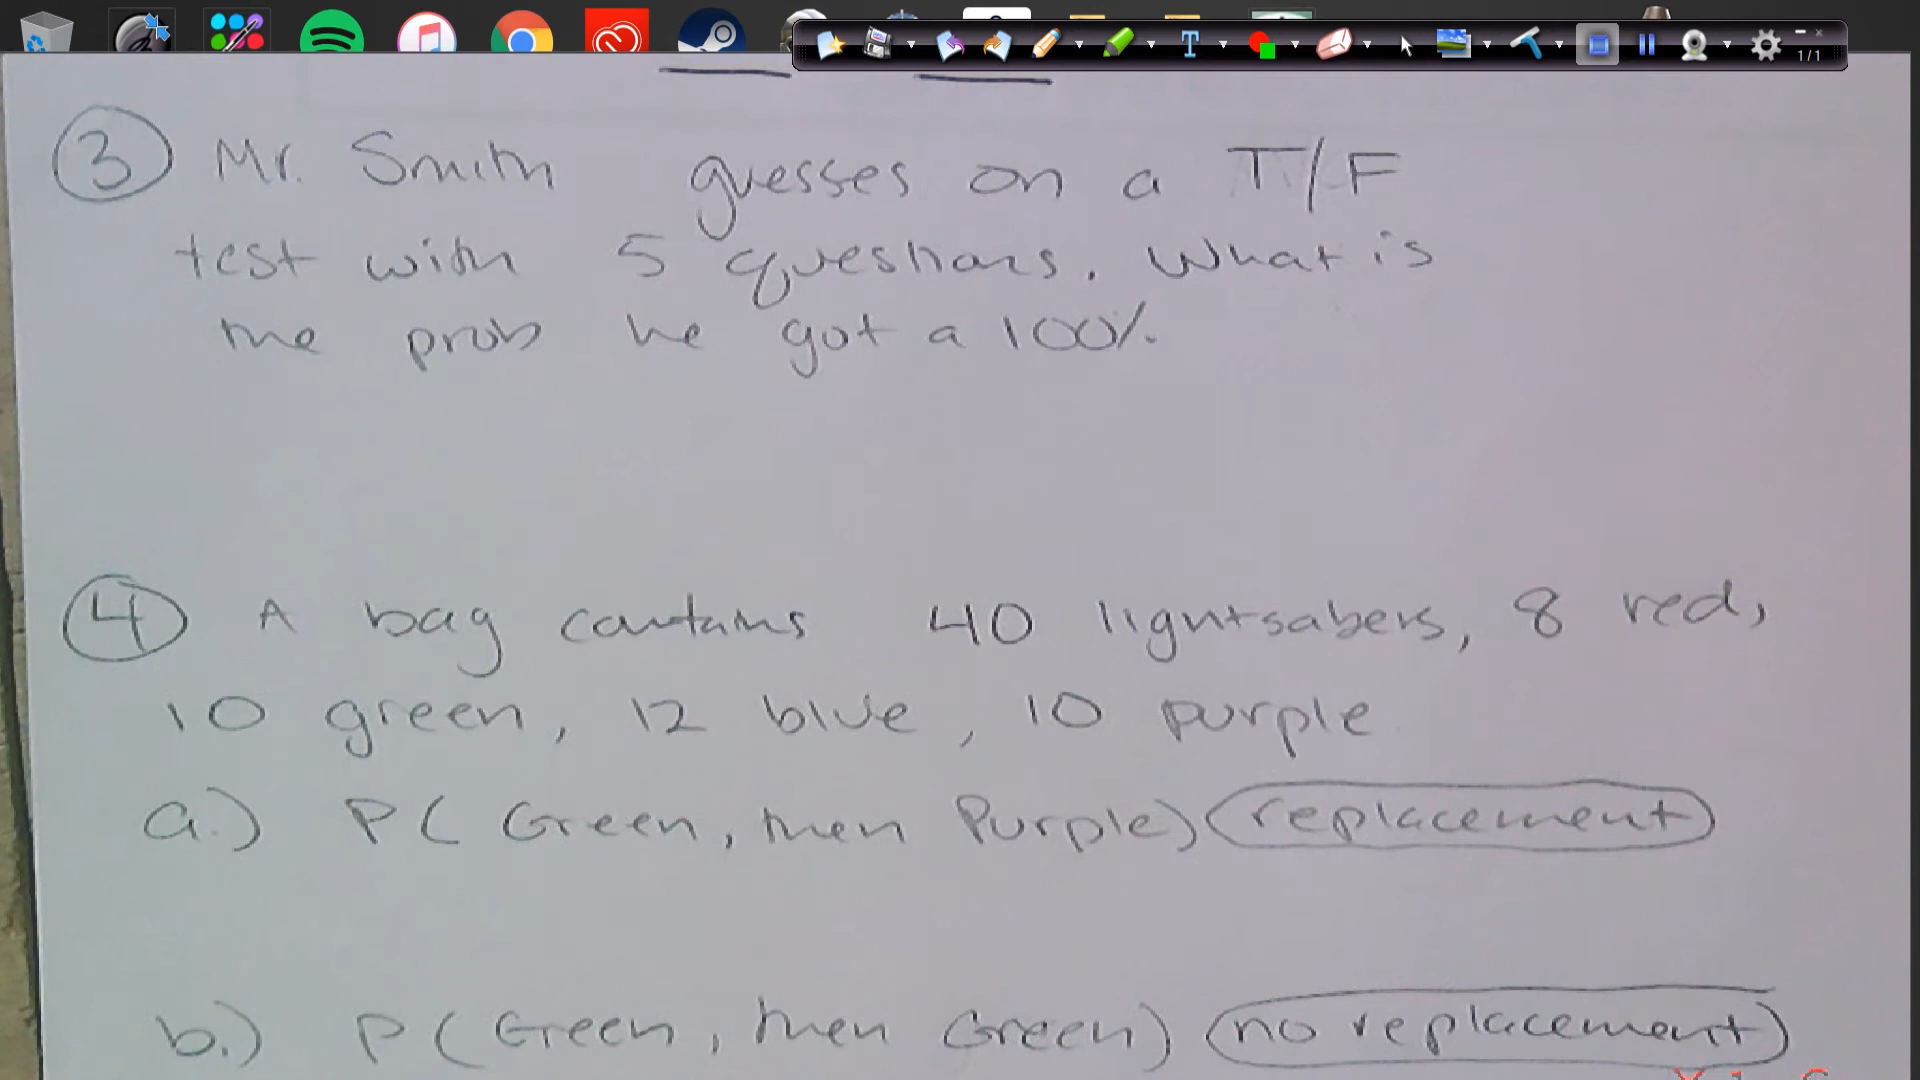 1/1
3 Mr. Smith guesses on a T/F
test with 5 questions. What is
the prob he got a 100%.
4 A bag contains 40 lightsabers, 8 red,
10 green, 12 blue, 10 purple
a.) P( Green, then Purple) replacement
b.) P( Green, then Green) no replacement